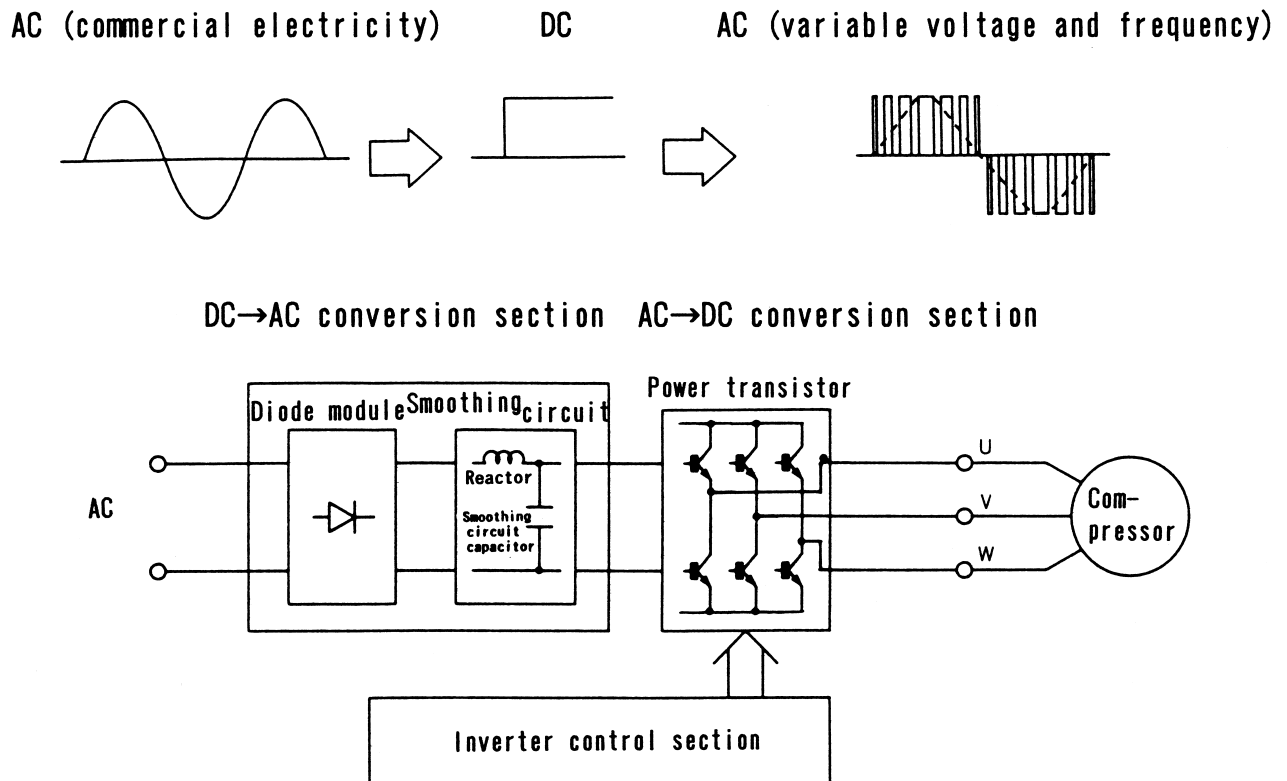 AC (commercial electricity) DC AC (variable voltage and frequency)
DC→AC conversion section AC→DC conversion section
Power transistor
Diode module Smoothing circuit
Reactor
Smoothing
circuit
capacitor
AC
U
V
W
Com-
pressor
Inverter control section